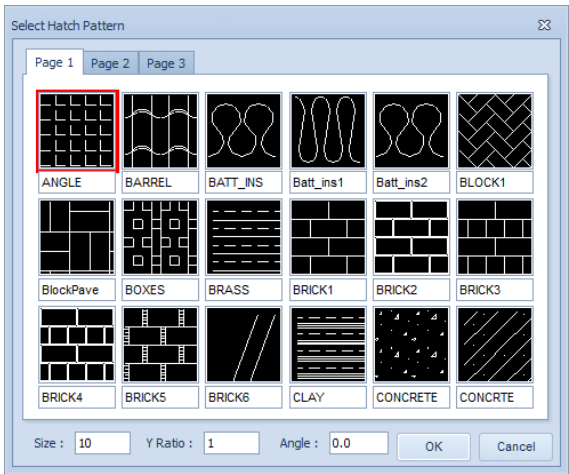 Select Hatch Pattern
Page 1 Page 2 Page 3
ANGLE BARREL BATT_INS Batt_ins1 Batt_ins2 BLOCK1
BlockPave BOXES BRASS BRICK1 BRICK2 BRICK3
BRICK4 BRICK5 BRICK6 CLAY CONCRETE CONCRTE
Size : 10 Y Ratio : 1 Angle : 0.0 OK Cancel